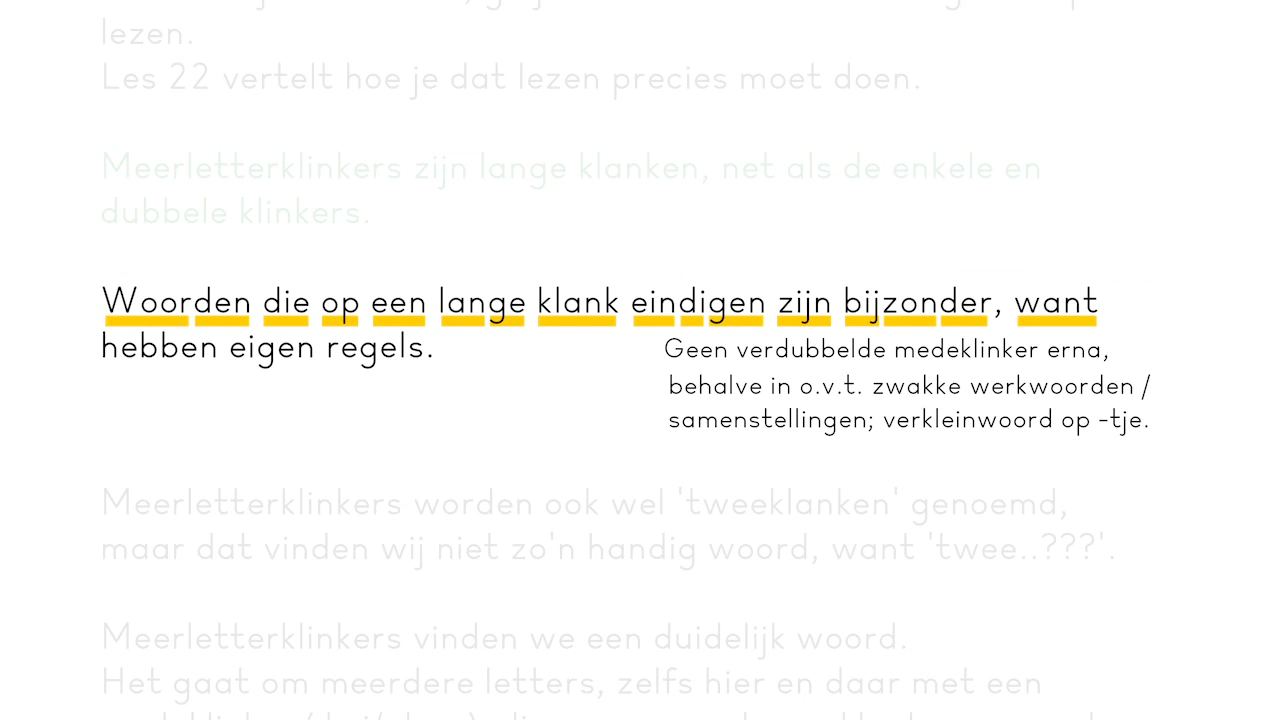 lezen.
Les 22 vertelt hoe je dat lezen precies moet doen.
Meerletterklinkers zijn lange klanken, net als de enkele en
dubbele klinkers.
Woorden die op een lange klank eindigen zijn bijzonder, want
hebben eigen regels.
Geen verdubbelde medeklinker erna,
behalve in o.v.t. zwakke werkwoorden /
samenstellingen; verkleinwoord op -tje.
Meerletterklinkers worden ook wel 'tweeklanken' genoemd,
maar dat vinden wij niet zo'n handig woord, want 'twee..???'.
Meerletterklinkers vinden we een duidelijk woord.
Het gaat om meerdere letters, zelfs hier en daar met een